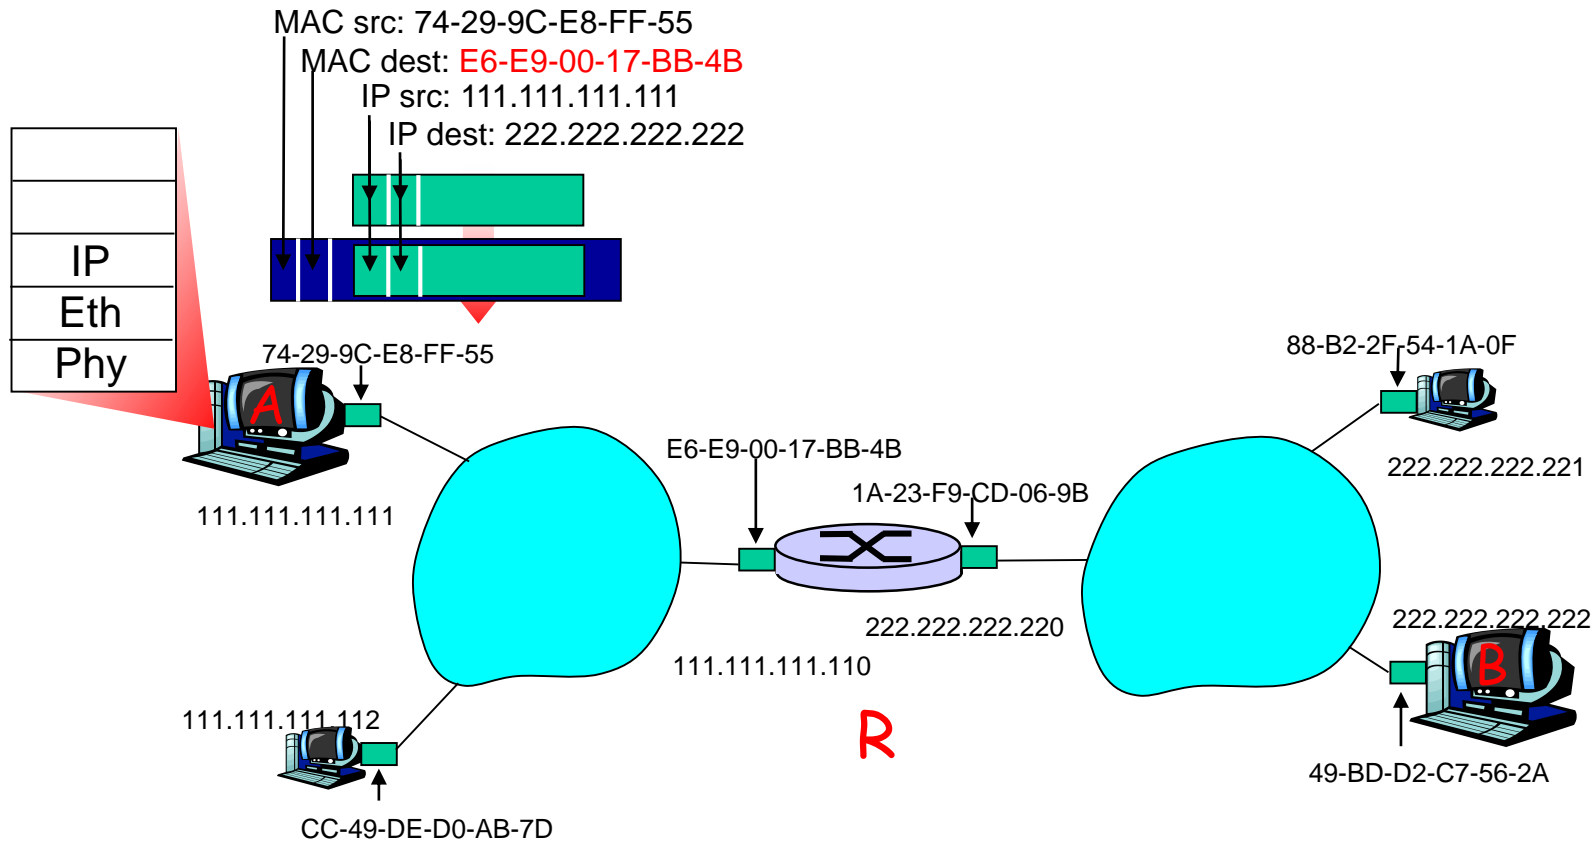 MAC src: 74-29-9C-E8-FF-55
MAC dest: E6-E9-00-17-BB-4B
IP src: 111.111.111.111
IP dest: 222.222.222.222
IP
Eth
Phy
74-29-9C-E8-FF-55
88-B2-2F-54-1A-0F
A
E6-E9-00-17-BB-4B
222.222.222.221
1A-23-F9-CD-06-9B
111.111.111.111
222.222.222.220
222.222.222.222
111.111.111.110
B
111.111.111.112
R
49-BD-D2-C7-56-2A
CC-49-DE-D0-AB-7D